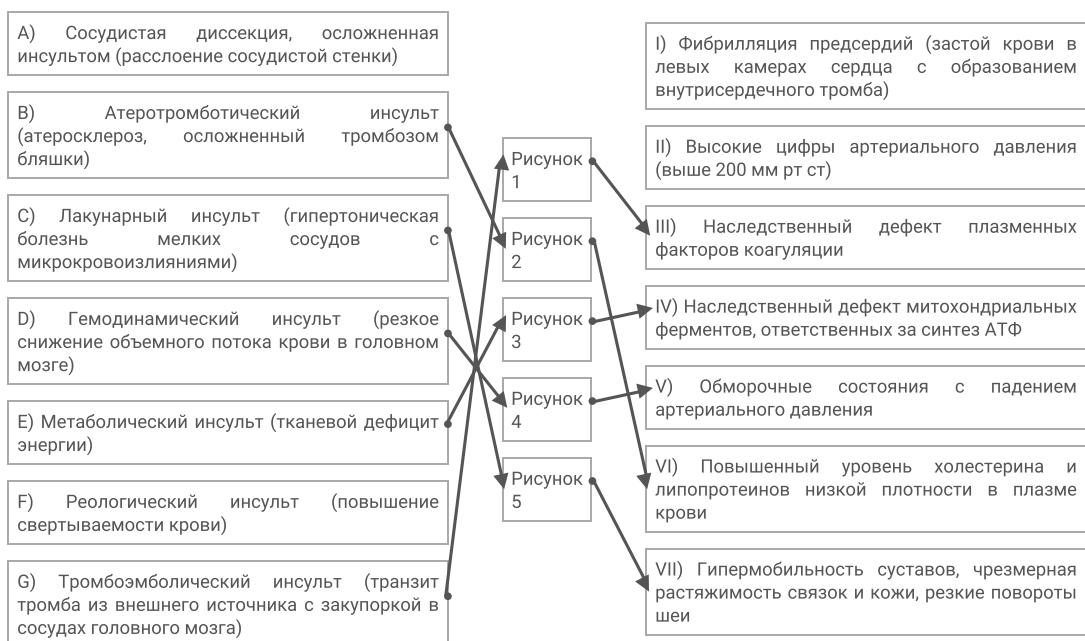 A) Сосудистая диссекция, осложненная
инсультом (расслоение сосудистой стенки)
B) Атеротромботический инсульт
(атеросклероз, осложненный тромбозом
бляшки)
C) Лакунарный инсульт (гипертоническая
болезнь мелких сосудов с
микрокровоизлияниями)
D) Гемодинамический инсульт (резкое
снижение объемного потока крови в головном
мозге)
E) Метаболический инсульт (тканевой дефицит
энергии)
F) Реологический инсульт (повышение
свертываемости крови)
G) Тромбоэмболический инсульт (транзит
тромба из внешнего источника с закупоркой в
сосудах головного мозга)
Рисунок
1
Рисунок
2
Рисунок
3
Рисунок
4
Рисунок
5
I) Фибрилляция предсердий (застой крови в
левых камерах сердца с образованием
внутрисердечного тромба)
II) Высокие цифры артериального давления
(выше 200 мм рт ст)
III) Наследственный дефект плазменных
факторов коагуляции
IV) Наследственный дефект митохондриальных
ферментов, ответственных за синтез АТФ
V) Обморочные состояния с падением
артериального давления
VI) Повышенный уровень холестерина и
липопротеинов низкой плотности в плазме
крови
VII) Гипермобильность суставов, чрезмерная
растяжимость связок и кожи, резкие повороты
шеи